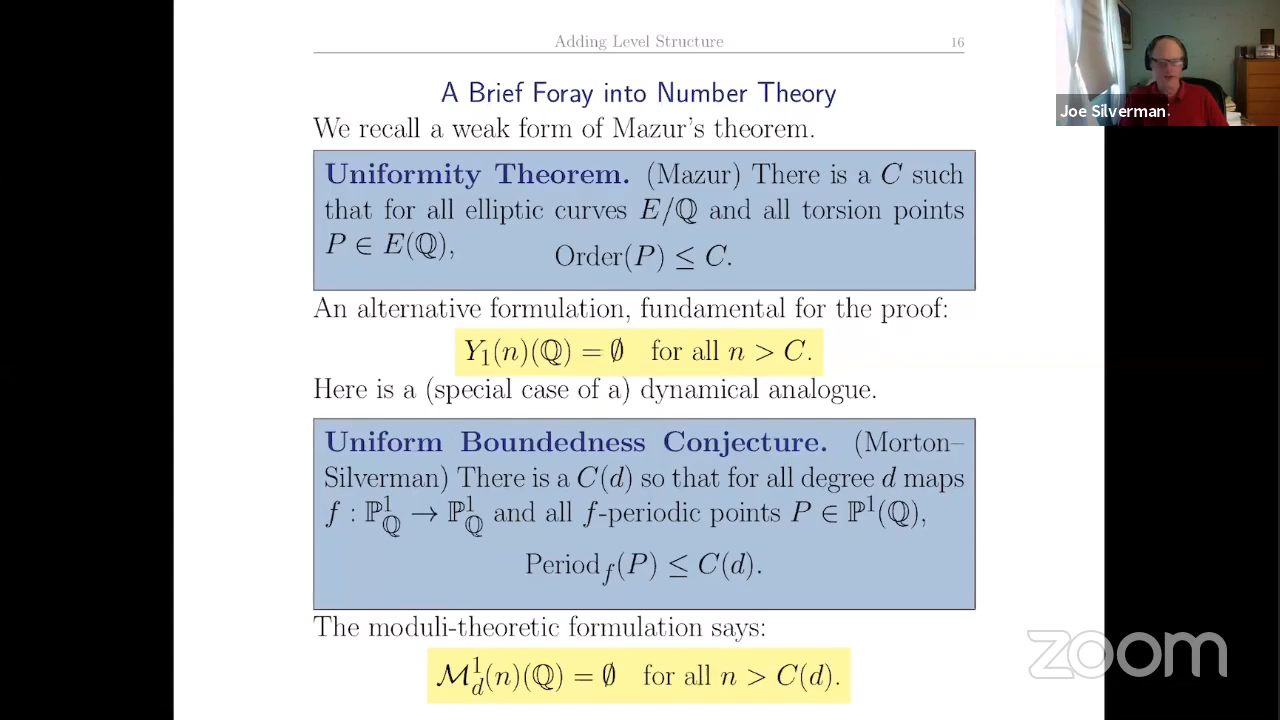 Adding Level Structure 16
A Brief Foray into Number Theory
We recall a weak form of Mazur's theorem.
Uniformity Theorem. (Mazur) There is a C such
that for all elliptic curves E/ℚ and all torsion points
P ∈ E(ℚ),
Order(P) ≤ C.
An alternative formulation, fundamental for the proof:
Y₁(n)(ℚ) = ∅ for all n > C.
Here is a (special case of a) dynamical analogue.
Uniform Boundedness Conjecture. (Morton–
Silverman) There is a C(d) so that for all degree d maps
f : ℙ¹_ℚ → ℙ¹_ℚ and all f-periodic points P ∈ ℙ¹(ℚ),
Period_f(P) ≤ C(d).
The moduli-theoretic formulation says:
ℳ¹_d(n)(ℚ) = ∅ for all n > C(d).
Joe Silverman
zoom